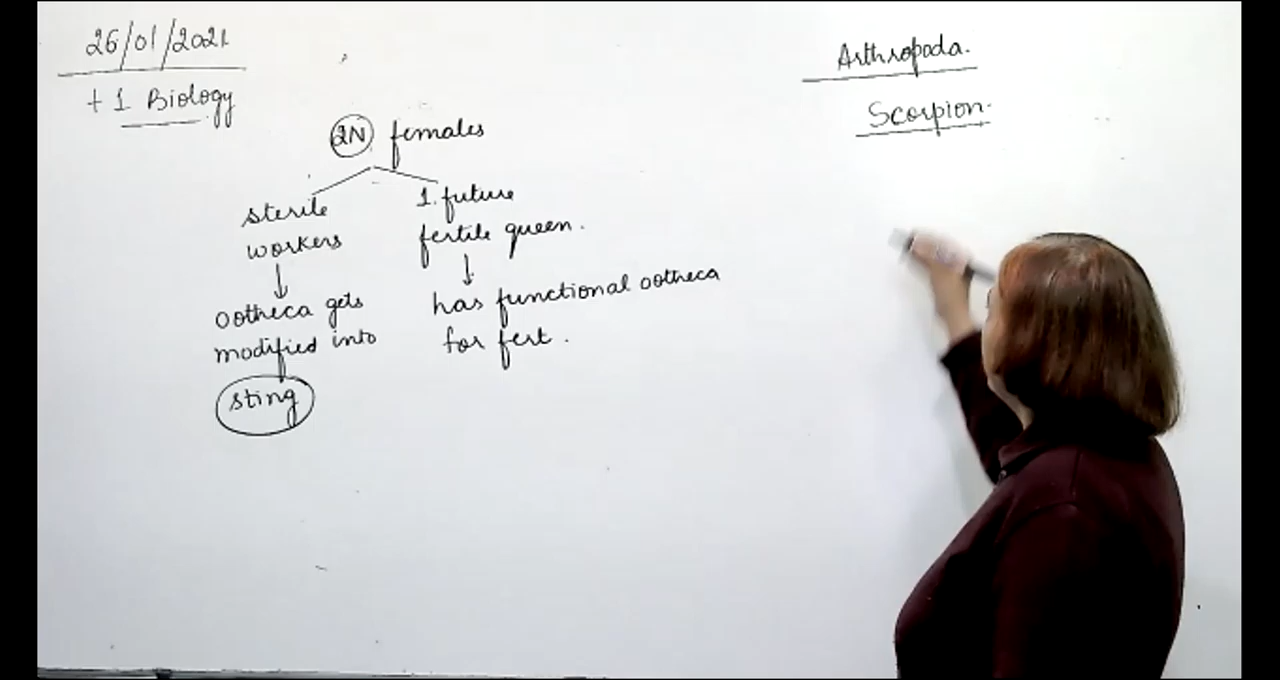 26/01/2021
+ 1 Biology
2N females
sterile
workers
ootheca gets
modified into
sting
1. future
fertile queen.
has functional ootheca
for fert.
Arthropoda.
Scorpion.